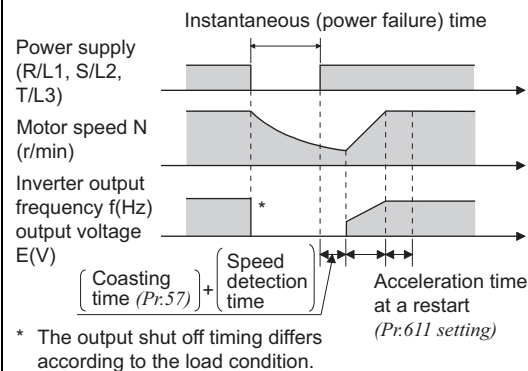 Instantaneous (power failure) time
Power supply
(R/L1, S/L2,
T/L3)
Motor speed N
(r/min)
Inverter output
frequency f(Hz)
output voltage
E(V)
*
Coasting
time (Pr.57)
+
Speed
detection
time
Acceleration time
at a restart
(Pr.611 setting)
* The output shut off timing differs
according to the load condition.